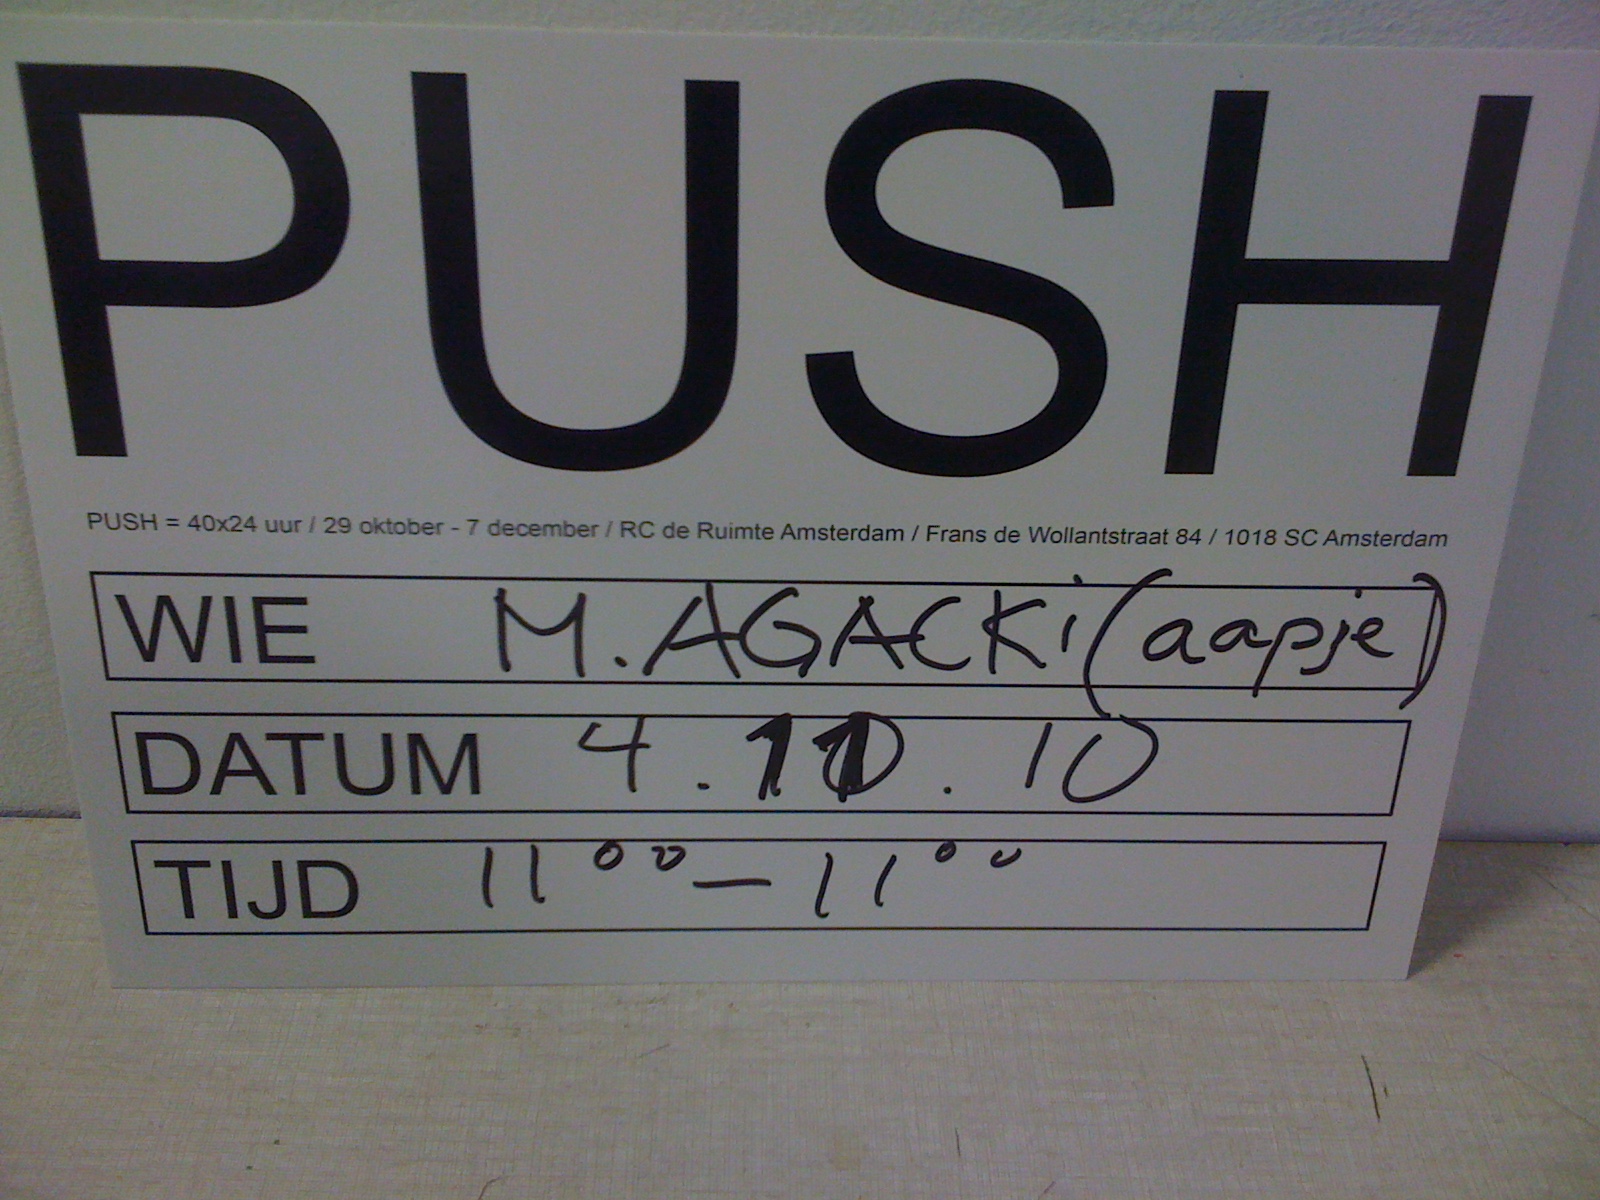 PUSH
PUSH = 40x24 uur / 29 oktober - 7 december / RC de Ruimte Amsterdam / Frans de Wollantstraat 84 / 1018 SC Amsterdam
WIE M. AGACKi (aapje)
DATUM 4. 11. 10
TIJD 11⁰⁰ — 11⁰⁰